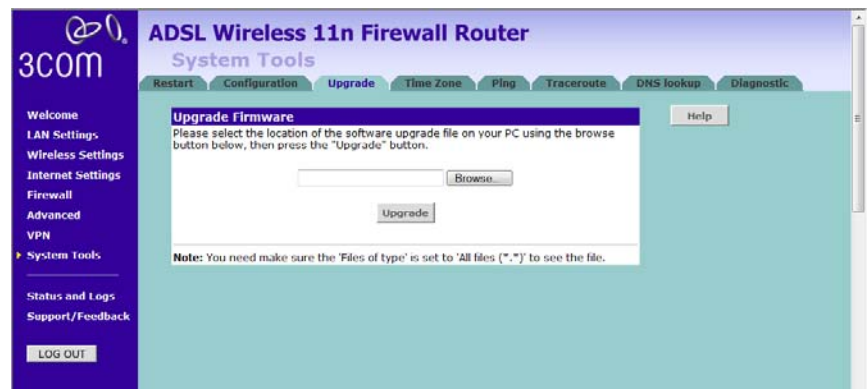 3COM
ADSL Wireless 11n Firewall Router
System Tools
Restart Configuration Upgrade Time Zone Ping Traceroute DNS lookup Diagnostic
Welcome
LAN Settings
Wireless Settings
Internet Settings
Firewall
Advanced
VPN
System Tools
Status and Logs
Support/Feedback
LOG OUT
Upgrade Firmware
Please select the location of the software upgrade file on your PC using the browse
button below, then press the "Upgrade" button.
Browse...
Upgrade
Note: You need make sure the 'Files of type' is set to 'All files (*.*)' to see the file.
Help